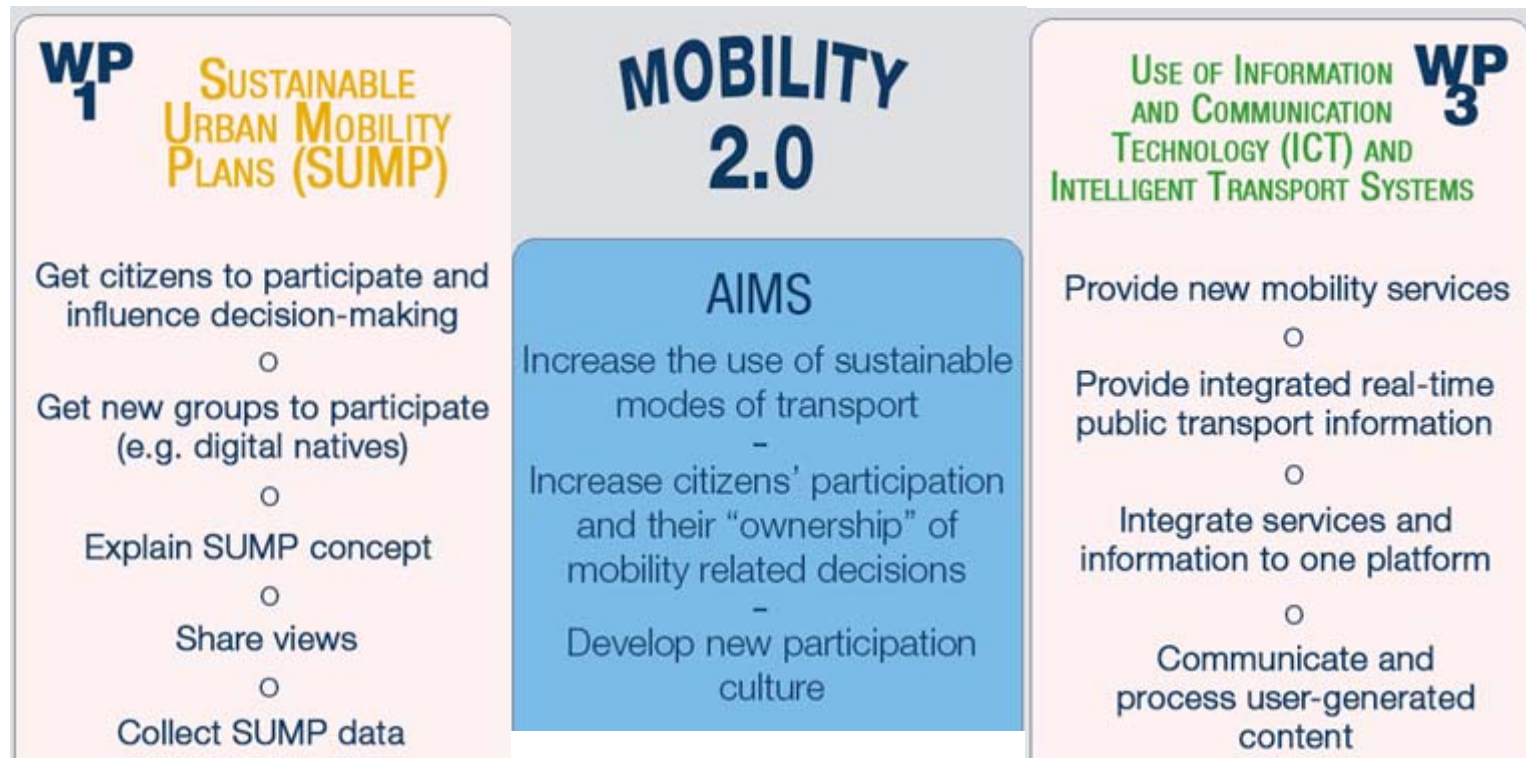 WP
1
SUSTAINABLE
URBAN MOBILITY
PLANS (SUMP)
Get citizens to participate and
influence decision-making
o
Get new groups to participate
(e.g. digital natives)
o
Explain SUMP concept
o
Share views
o
Collect SUMP data
MOBILITY
2.0
AIMS
Increase the use of sustainable
modes of transport
–
Increase citizens’ participation
and their “ownership” of
mobility related decisions
–
Develop new participation
culture
WP
3
USE OF INFORMATION
AND COMMUNICATION
TECHNOLOGY (ICT) AND
INTELLIGENT TRANSPORT SYSTEMS
Provide new mobility services
o
Provide integrated real-time
public transport information
o
Integrate services and
information to one platform
o
Communicate and
process user-generated
content